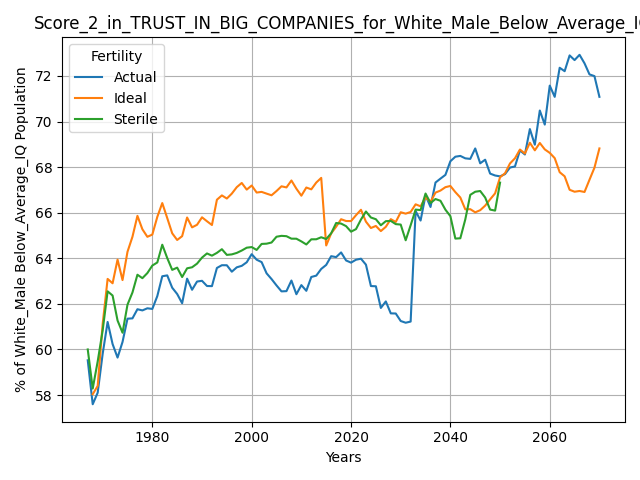 Score_2_in_TRUST_IN_BIG_COMPANIES_for_White_Male_Below_Average_I
Fertility
Actual
Ideal
Sterile
% of White_Male Below_Average_IQ Population
72
70
68
66
64
62
60
58
1980
2000
2020
2040
2060
Years